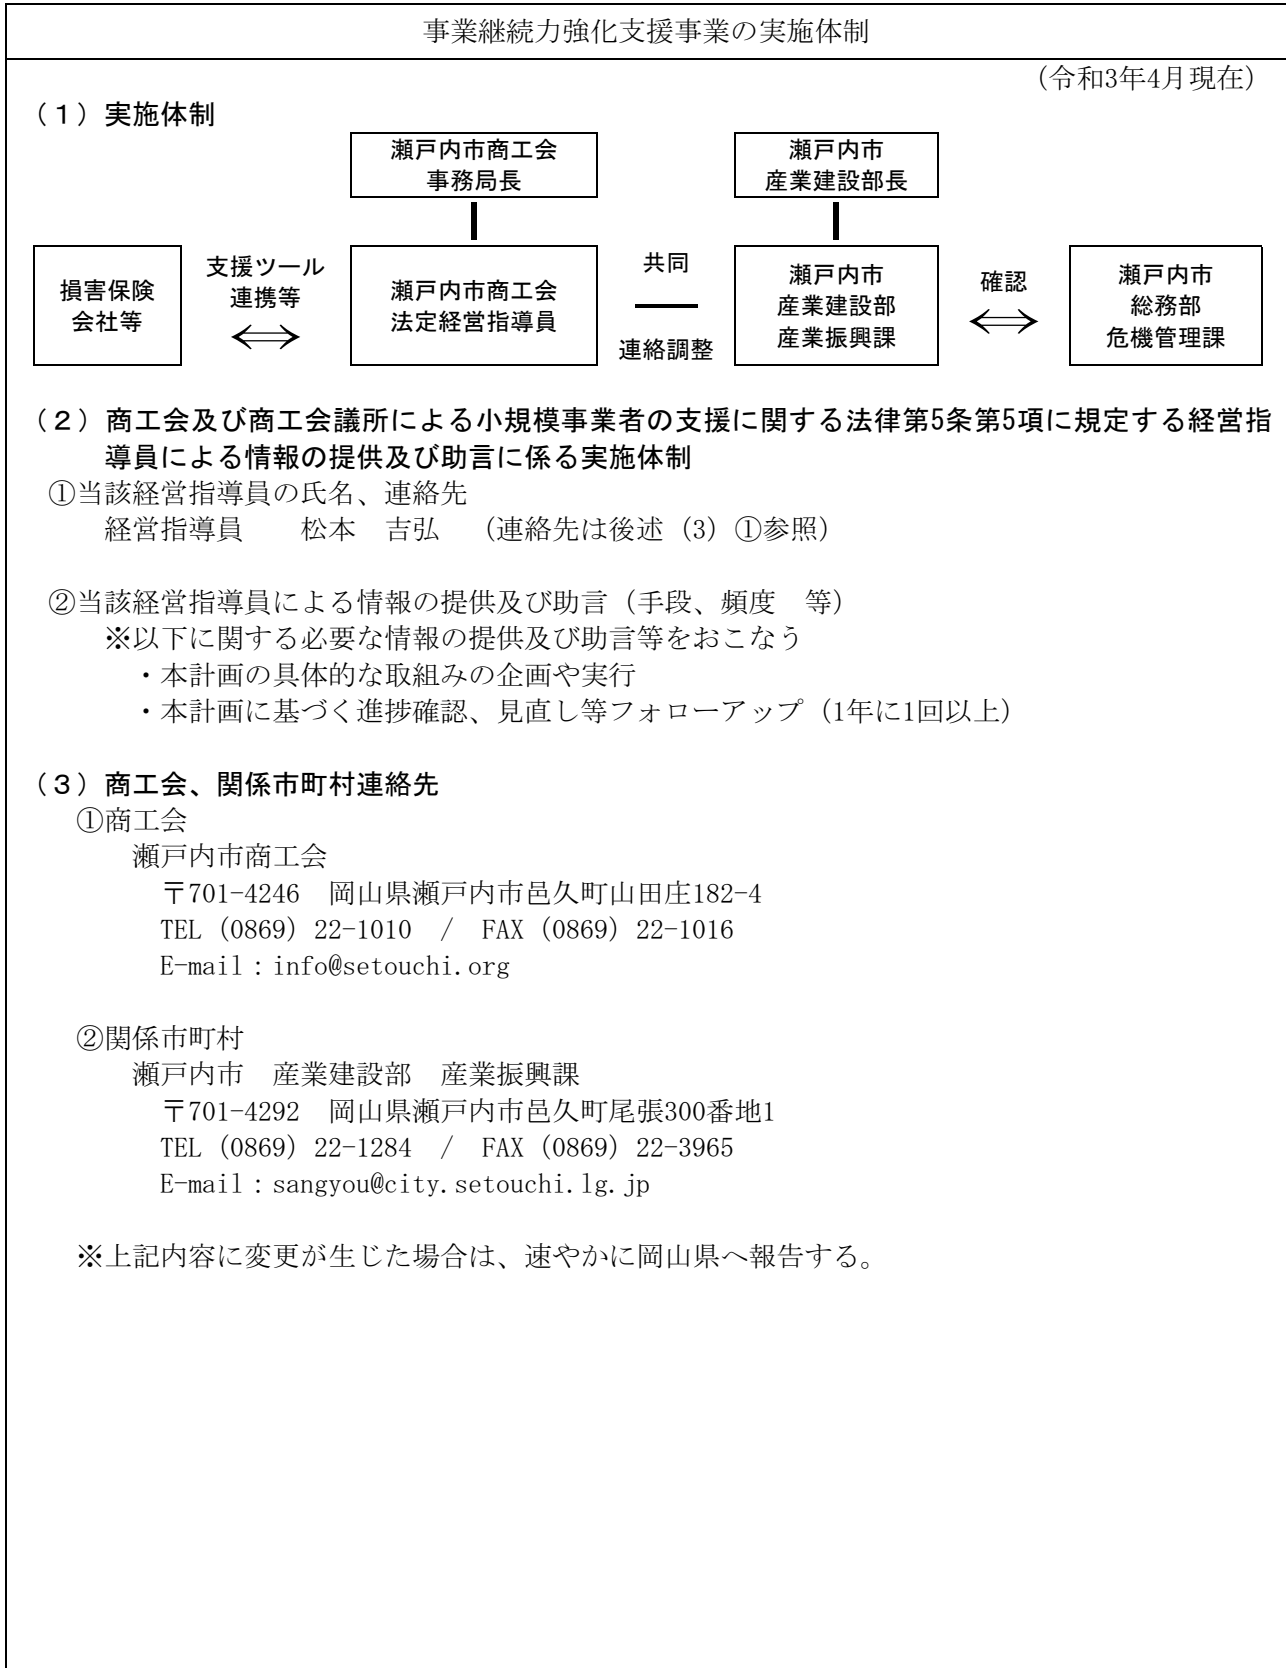 事業継続力強化支援事業の実施体制
(令和3年4月現在)
(1)実施体制
瀬戸内市商工会
事務局長
瀬戸内市
産業建設部長
損害保険
会社等
支援ツール
連携等
瀬戸内市商工会
法定経営指導員
共同
連絡調整
瀬戸内市
産業建設部
産業振興課
確認
瀬戸内市
総務部
危機管理課
(2)商工会及び商工会議所による小規模事業者の支援に関する法律第5条第5項に規定する経営指
導員による情報の提供及び助言に係る実施体制
①当該経営指導員の氏名、連絡先
経営指導員 松本 吉弘 (連絡先は後述(3)①参照)
②当該経営指導員による情報の提供及び助言(手段、頻度 等)
※以下に関する必要な情報の提供及び助言等をおこなう
・本計画の具体的な取組みの企画や実行
・本計画に基づく進捗確認、見直し等フォローアップ(1年に1回以上)
(3)商工会、関係市町村連絡先
①商工会
瀬戸内市商工会
〒701-4246 岡山県瀬戸内市邑久町山田庄182-4
TEL(0869)22-1010 / FAX(0869)22-1016
E-mail:info@setouchi.org
②関係市町村
瀬戸内市 産業建設部 産業振興課
〒701-4292 岡山県瀬戸内市邑久町尾張300番地1
TEL(0869)22-1284 / FAX(0869)22-3965
E-mail:sangyou@city.setouchi.lg.jp
※上記内容に変更が生じた場合は、速やかに岡山県へ報告する。